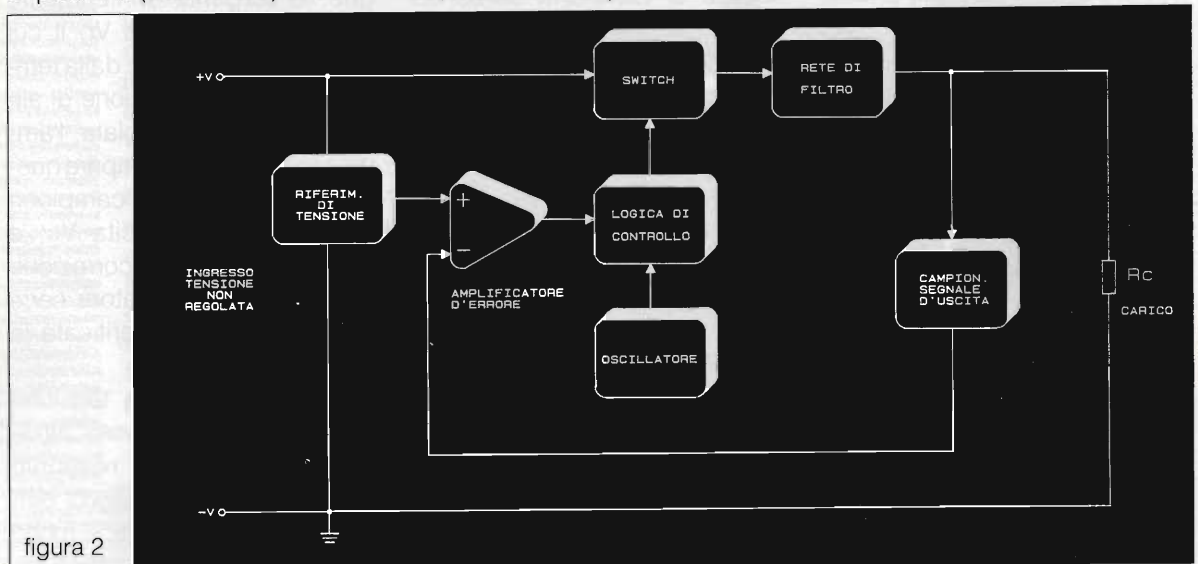 +V
SWITCH
RETE DI
FILTRO
RIFERIM.
DI
TENSIONE
+
−
LOGICA DI
CONTROLLO
INGRESSO
TENSIONE
NON
REGOLATA
AMPLIFICATORE
D'ERRORE
OSCILLATORE
CAMPION.
SEGNALE
D'USCITA
Rc
CARICO
-V
figura 2